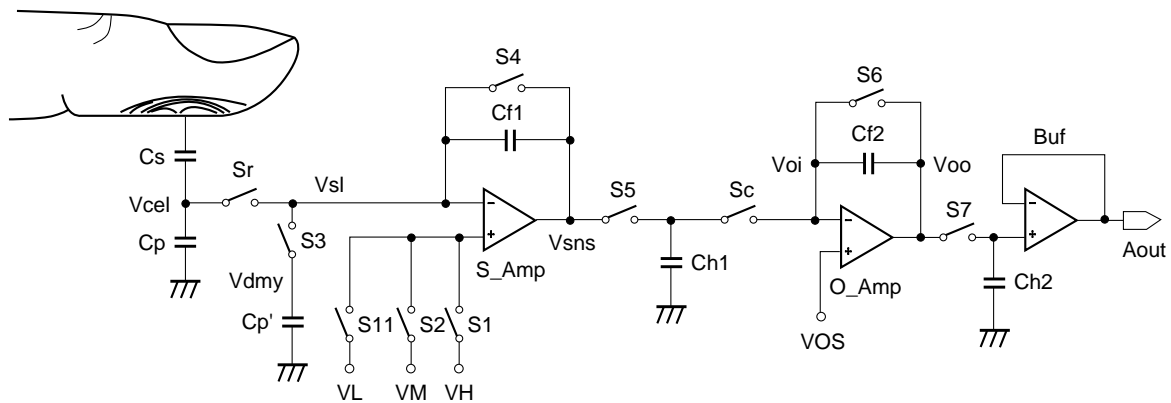 S4
Cf1
S6
Cf2
Buf
Cs
Sr
Vsl
Voi
Voo
Vcel
S5
Sc
S7
Cp
S3
Vsns
Aout
S_Amp
Ch1
O_Amp
Ch2
Vdmy
Cp'
S11
S2
S1
VOS
VL
VM
VH